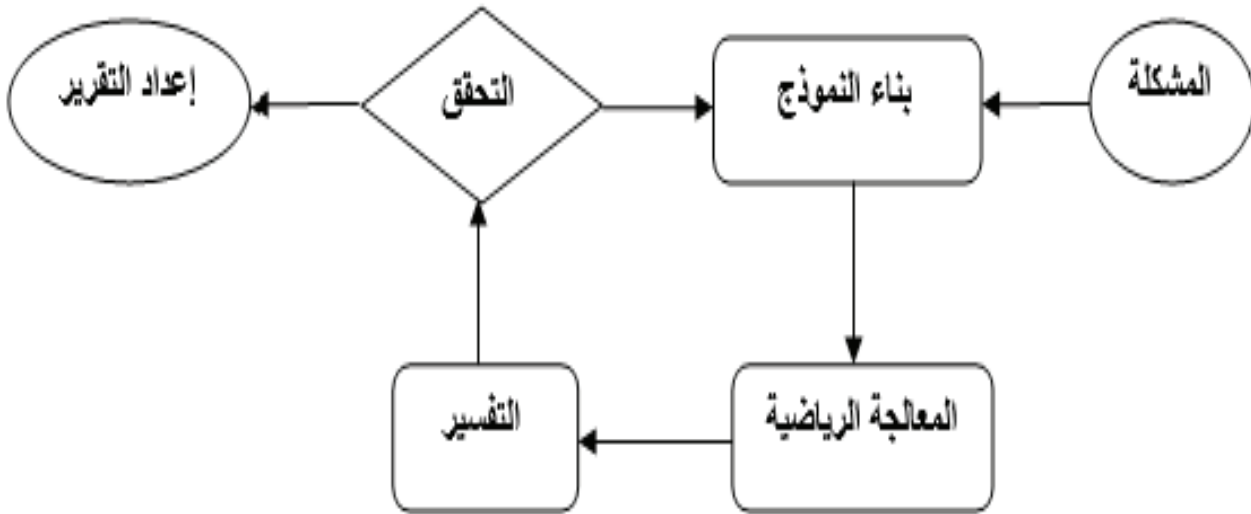 المشكلة
بناء النموذج
التحقق
إعداد التقرير
المعالجة الرياضية
التفسير